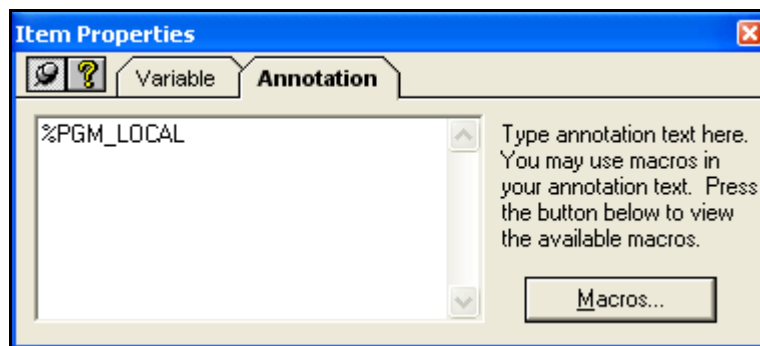 Item Properties
Variable
Annotation
%PGM_LOCAL
Type annotation text here.
You may use macros in
your annotation text. Press
the button below to view
the available macros.
Macros...